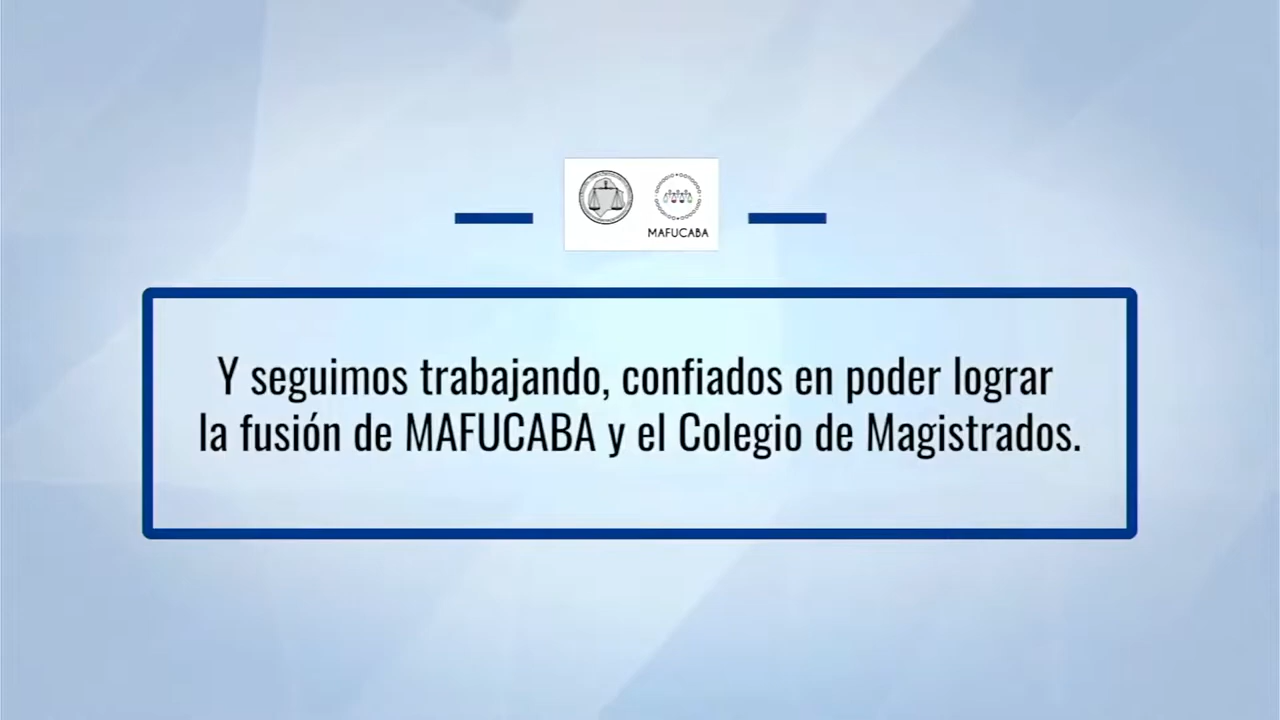 MAFUCABA
Y seguimos trabajando, confiados en poder lograr
la fusión de MAFUCABA y el Colegio de Magistrados.